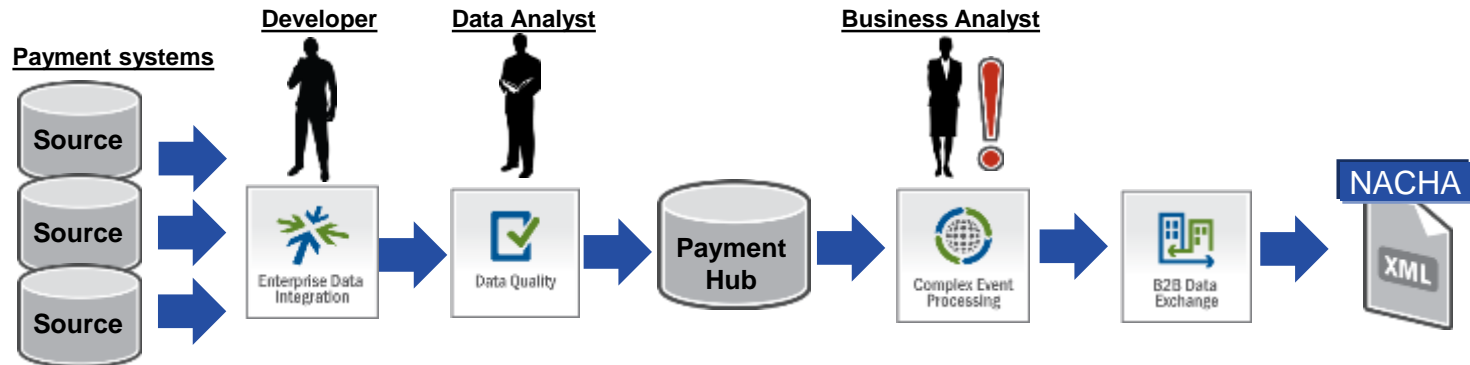 Developer
Data Analyst
Business Analyst
Payment systems
Source
Source
Source
Enterprise Data
Integration
Data Quality
Payment
Hub
Complex Event
Processing
B2B Data
Exchange
NACHA
XML